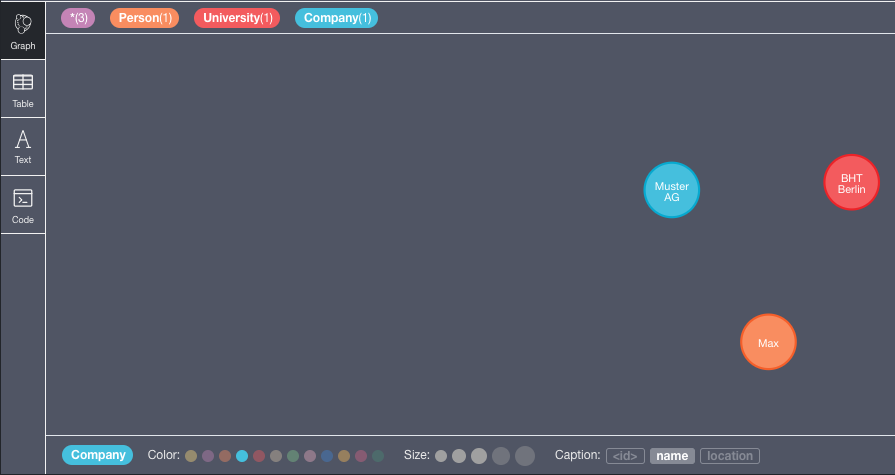 *(3) Person(1) University(1) Company(1)
Graph
Table
Text
Code
Muster
AG
BHT
Berlin
Max
Company Color: Size: Caption: <id> name location